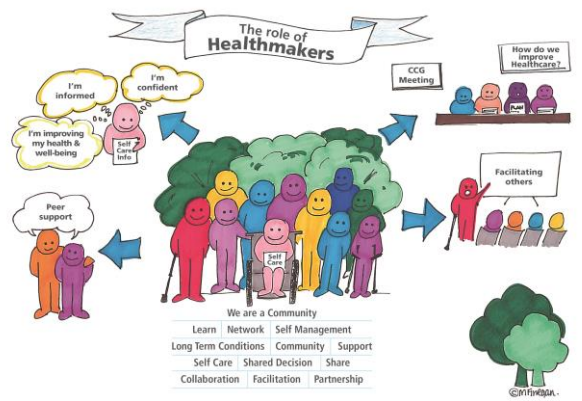 The role of
Healthmakers
I'm
informed
I'm
confident
I'm improving
my health &
well-being
Self
Care
Info
CCG
Meeting
How do we
improve
Healthcare?
PLAN
Peer
support
Facilitating
others
Self
Care
We are a Community
Learn Network Self Management
Long Term Conditions Community Support
Self Care Shared Decision Share
Collaboration Facilitation Partnership